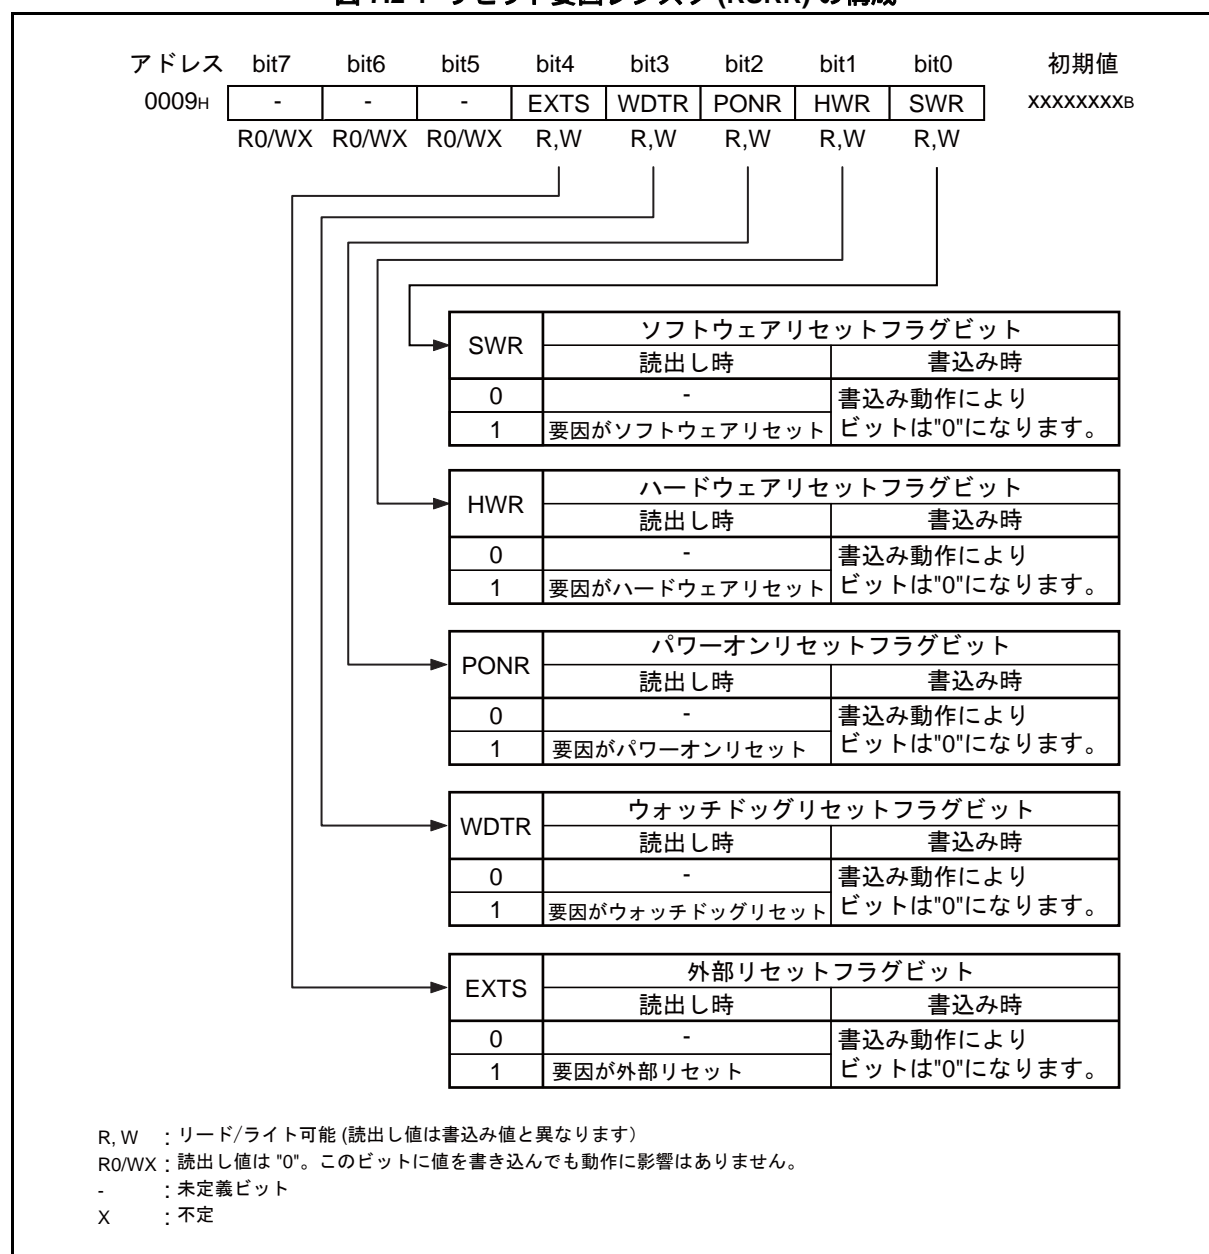 アドレス bit7 bit6 bit5 bit4 bit3 bit2 bit1 bit0 初期値
0009H - - - EXTS WDTR PONR HWR SWR XXXXXXXXB
R0/WX R0/WX R0/WX R,W R,W R,W R,W R,W
SWR ソフトウェアリセットフラグビット
読出し時 書込み時
0 - 書込み動作により
1 要因がソフトウェアリセット ビットは"0"になります。
HWR ハードウェアリセットフラグビット
読出し時 書込み時
0 - 書込み動作により
1 要因がハードウェアリセット ビットは"0"になります。
PONR パワーオンリセットフラグビット
読出し時 書込み時
0 - 書込み動作により
1 要因がパワーオンリセット ビットは"0"になります。
WDTR ウォッチドッグリセットフラグビット
読出し時 書込み時
0 - 書込み動作により
1 要因がウォッチドッグリセット ビットは"0"になります。
EXTS 外部リセットフラグビット
読出し時 書込み時
0 - 書込み動作により
1 要因が外部リセット ビットは"0"になります。
R, W : リード/ライト可能 (読出し値は書込み値と異なります)
R0/WX : 読出し値は "0"。このビットに値を書き込んでも動作に影響はありません。
- : 未定義ビット
X : 不定